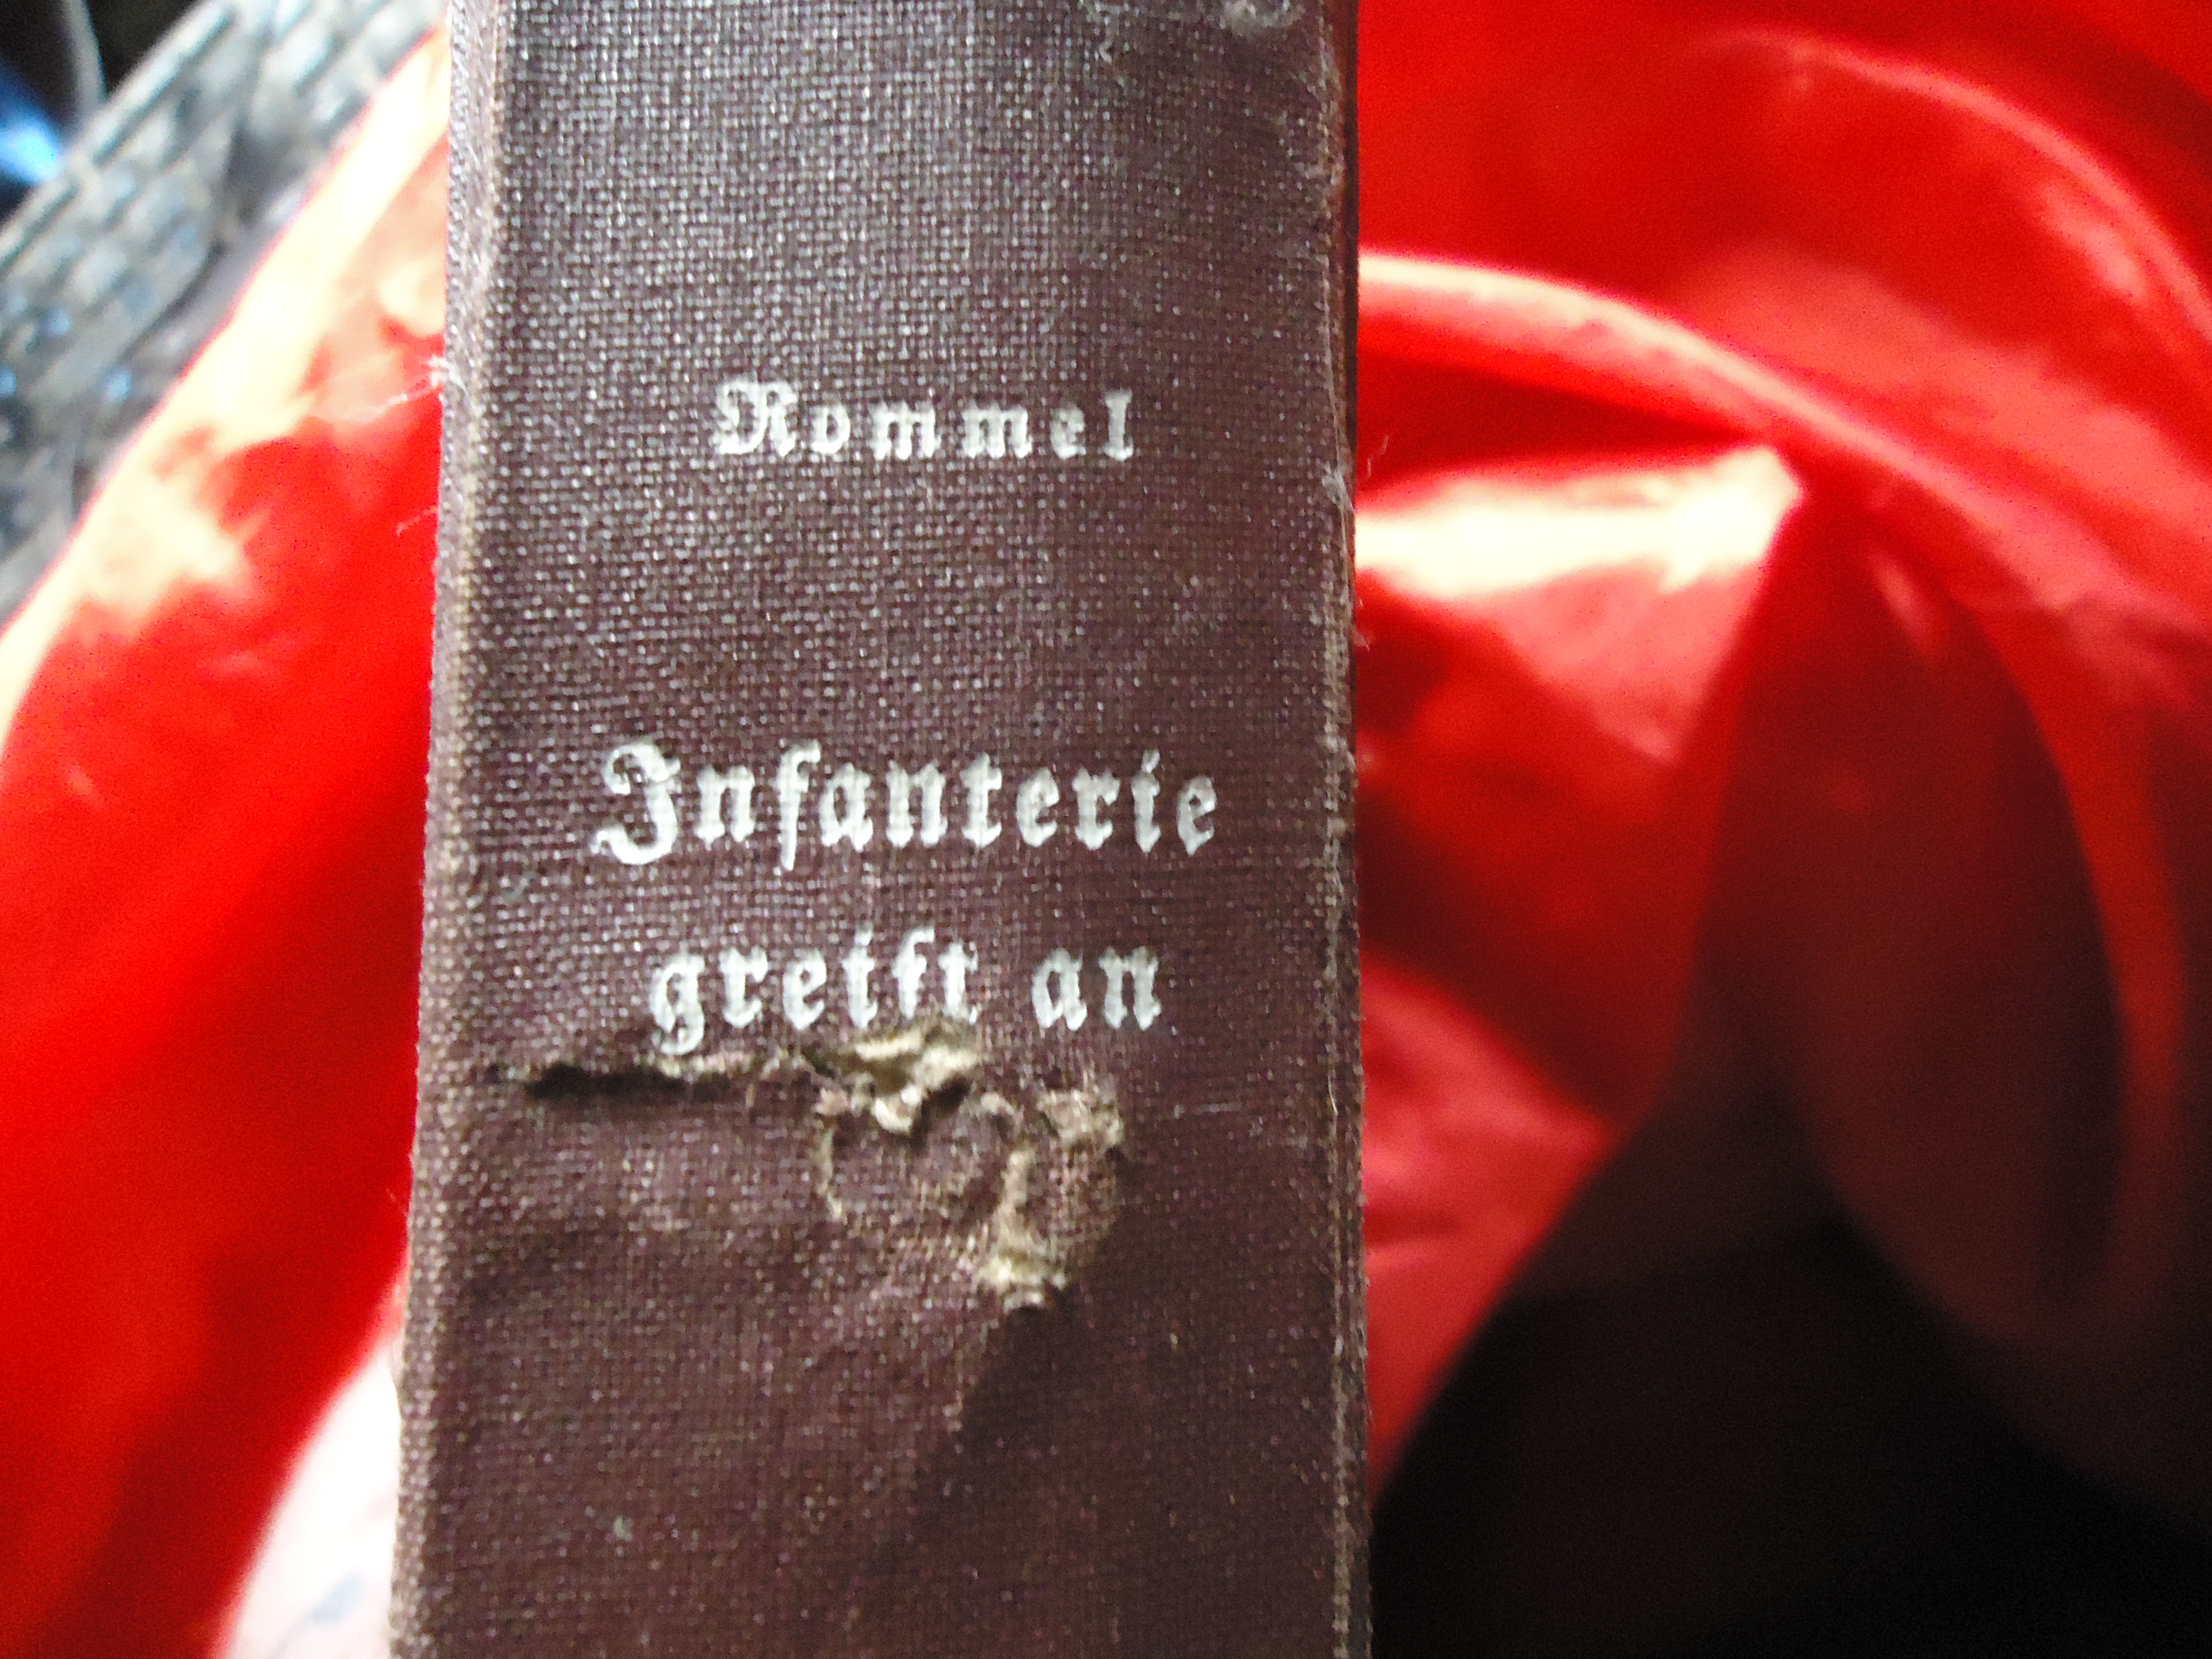 Rommel
Infanterie
greift an